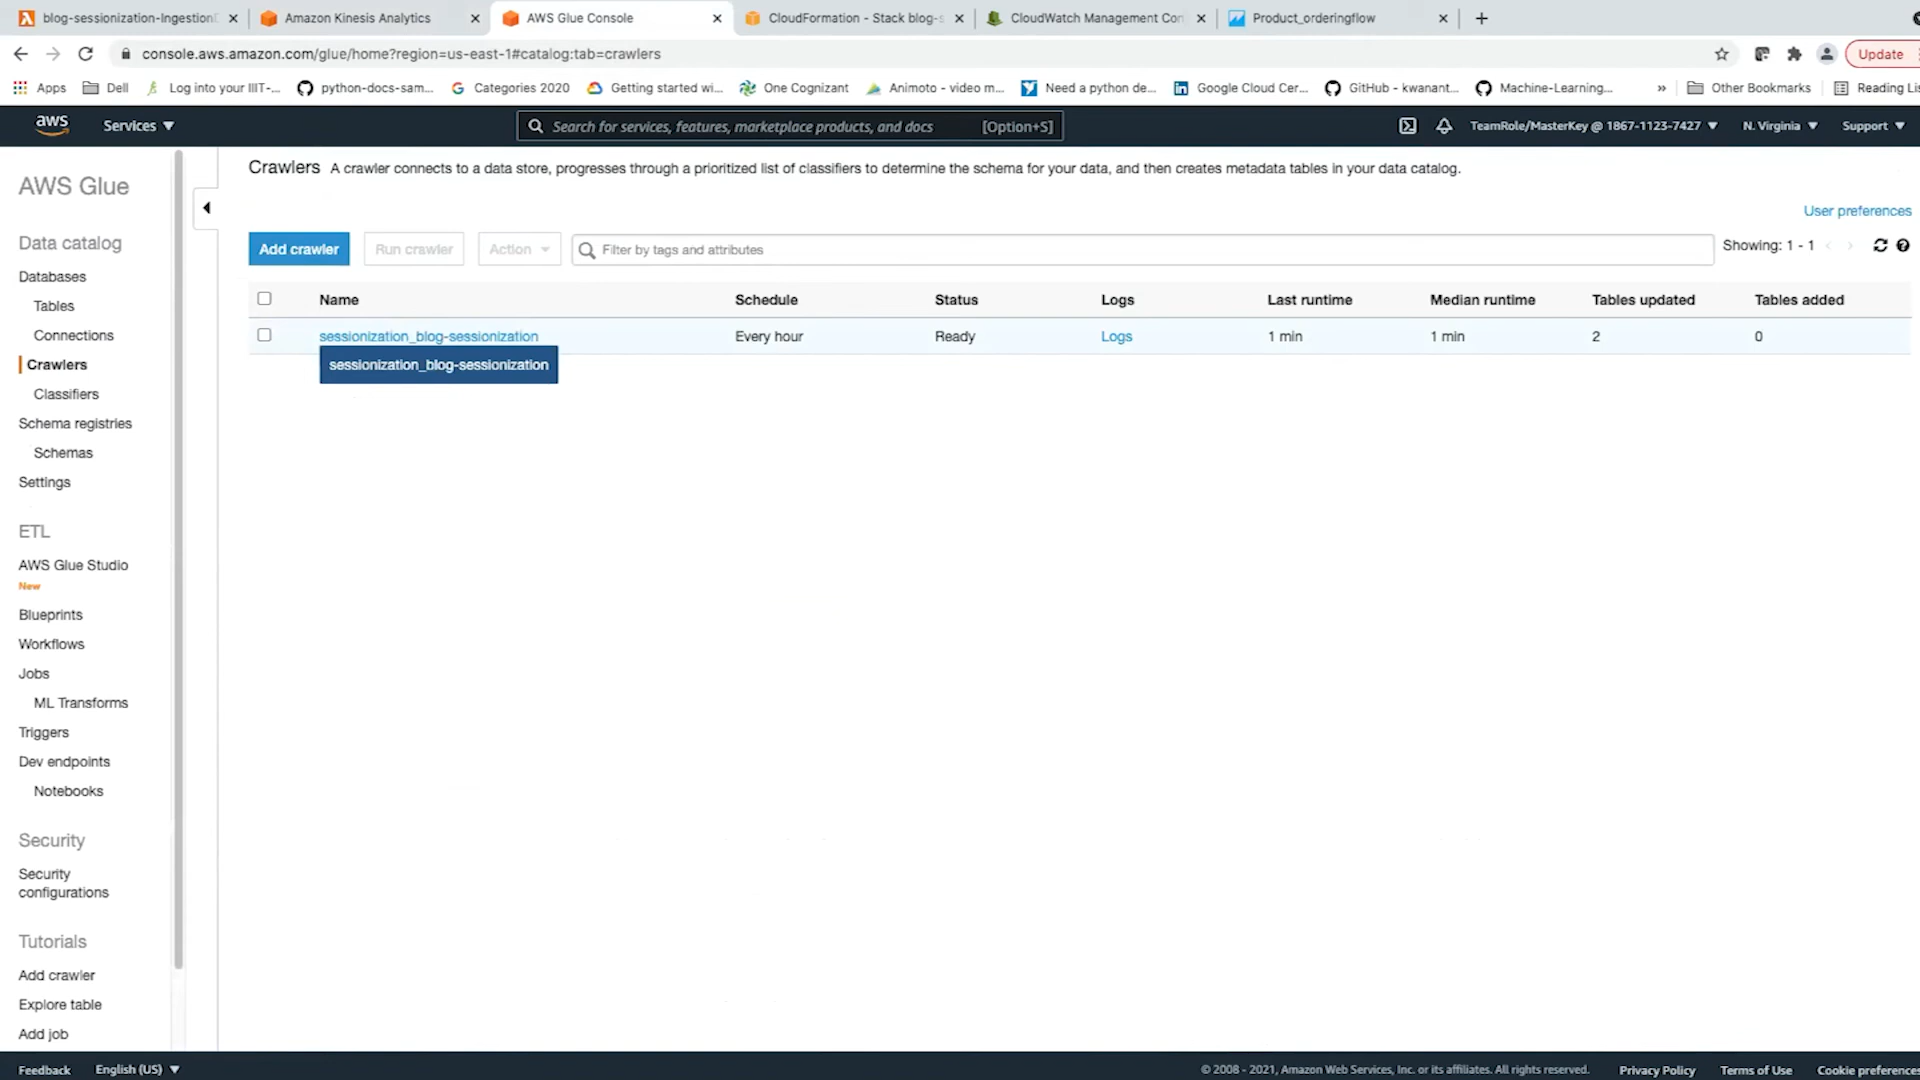 blog-sessionization-Ingestion
Amazon Kinesis Analytics
AWS Glue Console
CloudFormation - Stack blog-s
CloudWatch Management Con
Product_orderingflow
console.aws.amazon.com/glue/home?region=us-east-1#catalog:tab=crawlers
Update
Apps
Dell
Log into your IIIT-...
python-docs-sam...
Categories 2020
Getting started wi...
One Cognizant
Animoto - video m...
Need a python de...
Google Cloud Cer...
GitHub - kwanant...
Machine-Learning...
»
Other Bookmarks
Reading Lis
aws
Services
Search for services, features, marketplace products, and docs
[Option+S]
TeamRole/MasterKey @ 1867-1123-7427
N. Virginia
Support
AWS Glue
Data catalog
Databases
Tables
Connections
Crawlers
Classifiers
Schema registries
Schemas
Settings
ETL
AWS Glue Studio
New
Blueprints
Workflows
Jobs
ML Transforms
Triggers
Dev endpoints
Notebooks
Security
Security
configurations
Tutorials
Add crawler
Explore table
Add job
Crawlers A crawler connects to a data store, progresses through a prioritized list of classifiers to determine the schema for your data, and then creates metadata tables in your data catalog.
User preferences
Add crawler
Run crawler
Action
Filter by tags and attributes
Showing: 1 - 1
Name Schedule Status Logs Last runtime Median runtime Tables updated Tables added
sessionization_blog-sessionization Every hour Ready Logs 1 min 1 min 2 0
sessionization_blog-sessionization
Feedback
English (US)
© 2008 - 2021, Amazon Web Services, Inc. or its affiliates. All rights reserved.
Privacy Policy
Terms of Use
Cookie preferences